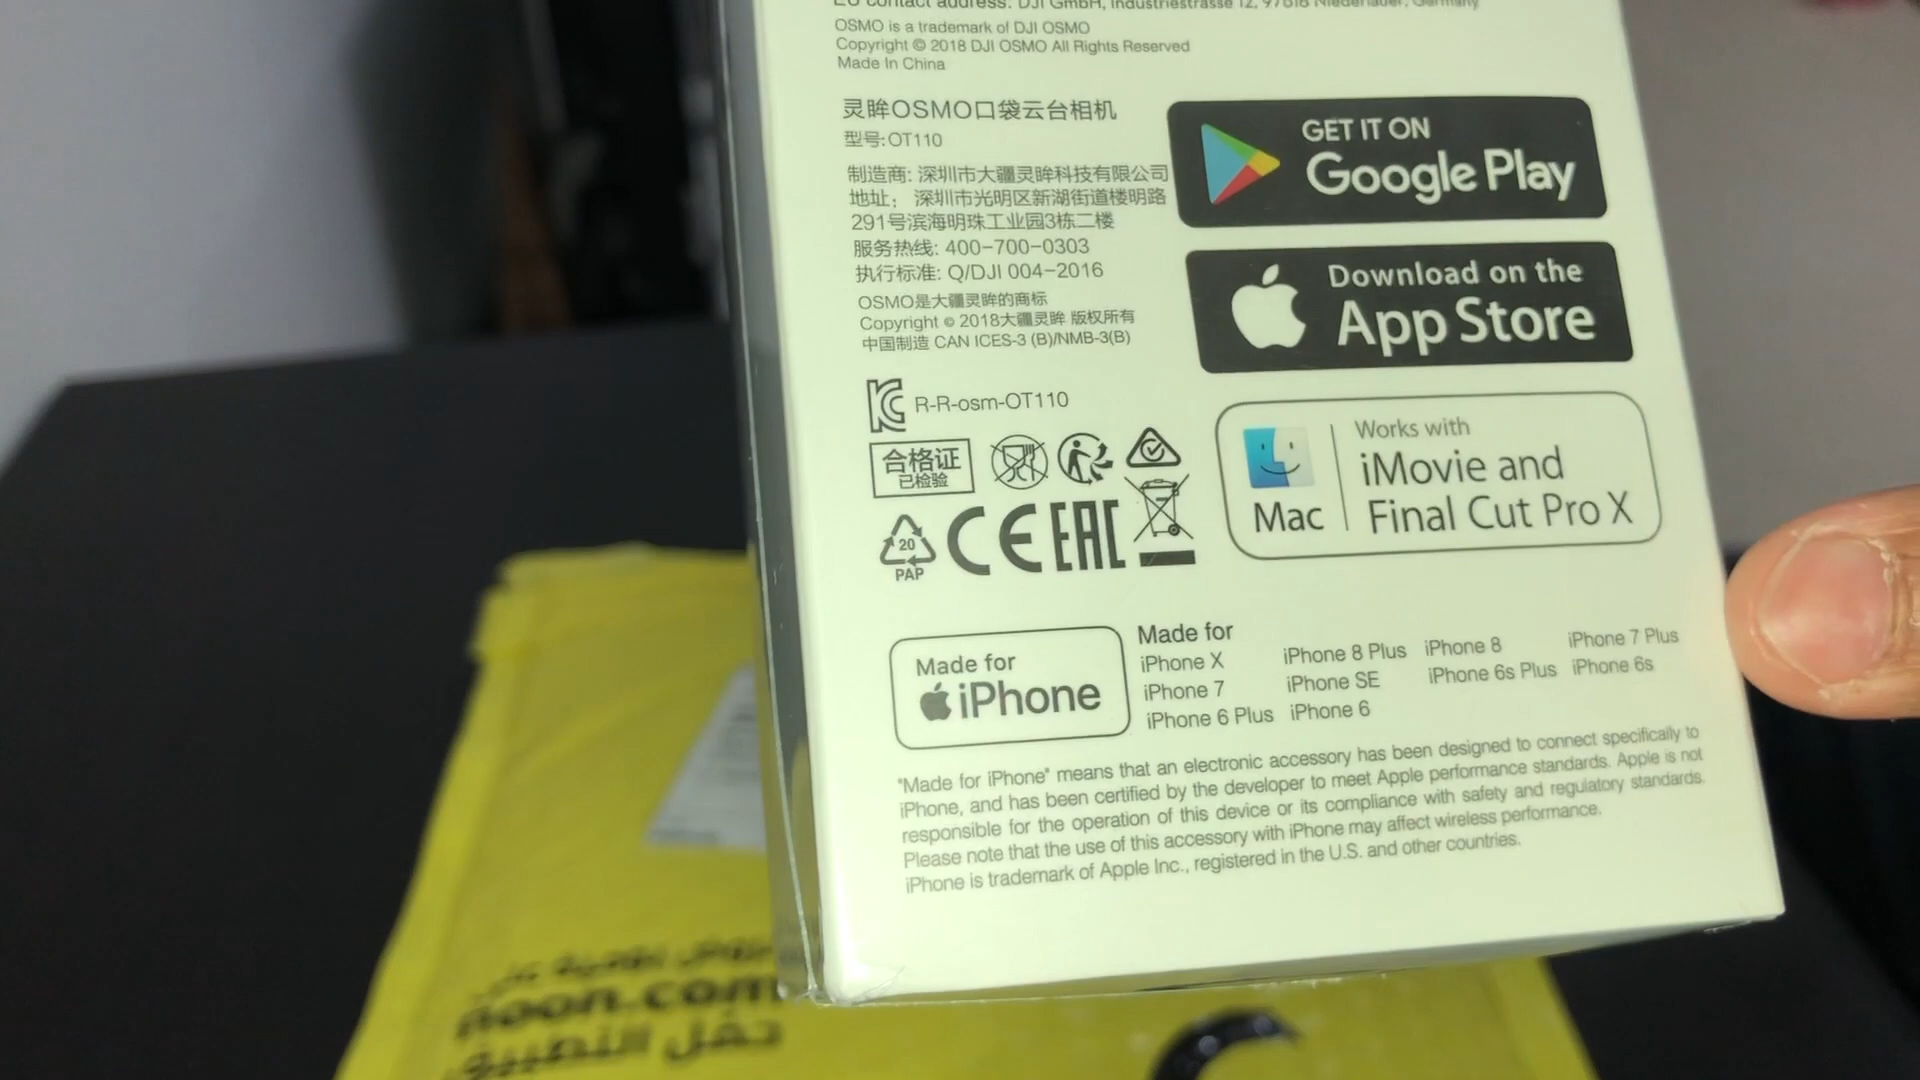 EU contact address: DJI GmbH, Industriestrasse 12, 97618 Niederlauer, Germany
OSMO is a trademark of DJI OSMO
Copyright © 2018 DJI OSMO All Rights Reserved
Made In China
灵眸OSMO口袋云台相机
型号: OT110
制造商: 深圳市大疆灵眸科技有限公司
地址: 深圳市光明区新湖街道楼明路
291号滨海明珠工业园3栋二楼
服务热线: 400-700-0303
执行标准: Q/DJI 004-2016
OSMO是大疆灵眸的商标
Copyright © 2018大疆灵眸 版权所有
中国制造 CAN ICES-3 (B)/NMB-3(B)
GET IT ON
Google Play
Download on the
App Store
R-R-osm-OT110
合格证
已检验
20
PAP
CE EAC
Mac
Works with
iMovie and
Final Cut Pro X
Made for
iPhone
Made for
iPhone X iPhone 8 Plus iPhone 8 iPhone 7 Plus
iPhone 7 iPhone SE iPhone 6s Plus iPhone 6s
iPhone 6 Plus iPhone 6
"Made for iPhone" means that an electronic accessory has been designed to connect specifically to
iPhone, and has been certified by the developer to meet Apple performance standards. Apple is not
responsible for the operation of this device or its compliance with safety and regulatory standards.
Please note that the use of this accessory with iPhone may affect wireless performance.
iPhone is trademark of Apple Inc., registered in the U.S. and other countries.
noon.com
حمّل التطبيق